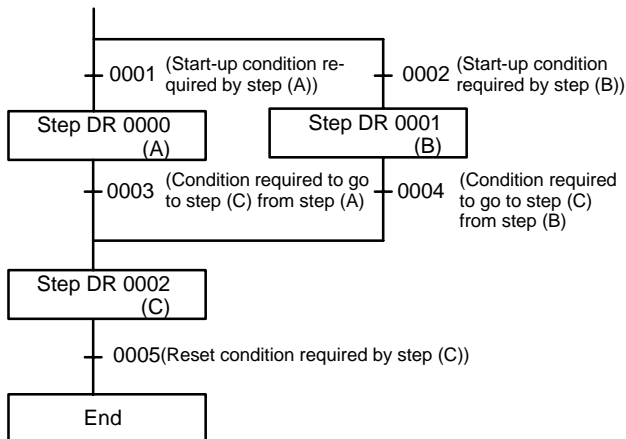 0001 (Start-up condition re-
quired by step (A))
0002 (Start-up condition
required by step (B))
Step DR 0000
(A)
Step DR 0001
(B)
0003 (Condition required to go
to step (C) from step (A)
0004 (Condition required
to go to step (C)
from step (B)
Step DR 0002
(C)
0005(Reset condition required by step (C))
End